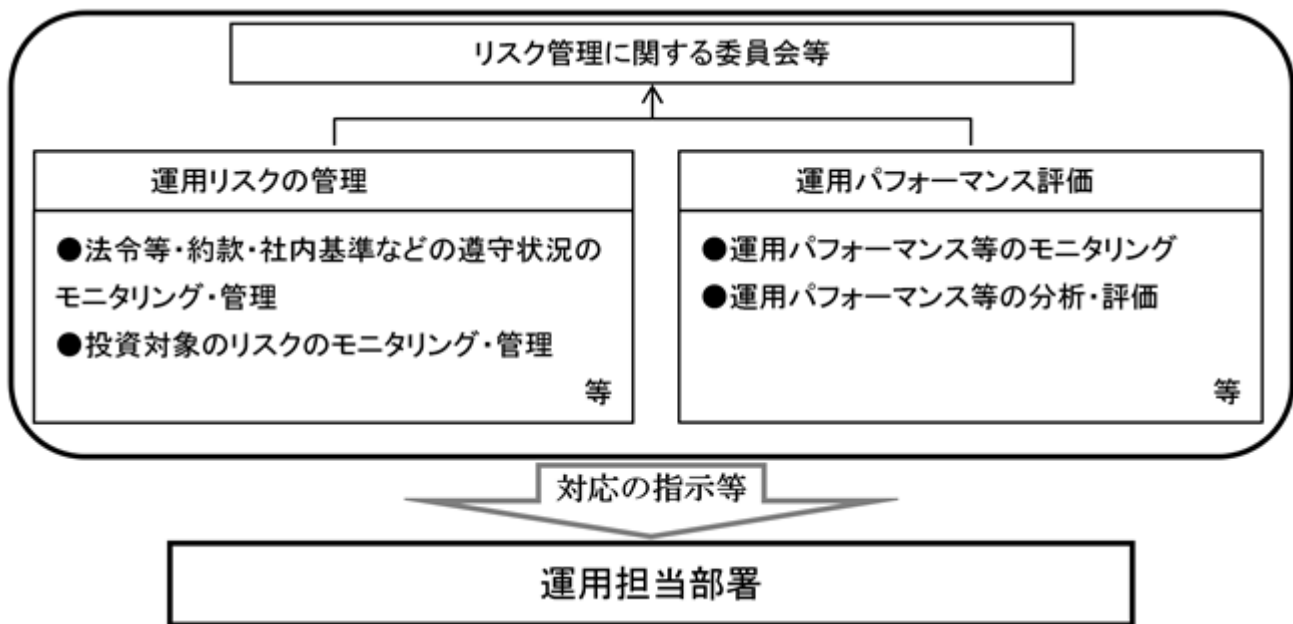 リスク管理に関する委員会等
運用リスクの管理
●法令等・約款・社内基準などの遵守状況の
モニタリング・管理
●投資対象のリスクのモニタリング・管理
等
運用パフォーマンス評価
●運用パフォーマンス等のモニタリング
●運用パフォーマンス等の分析・評価
等
対応の指示等
運用担当部署